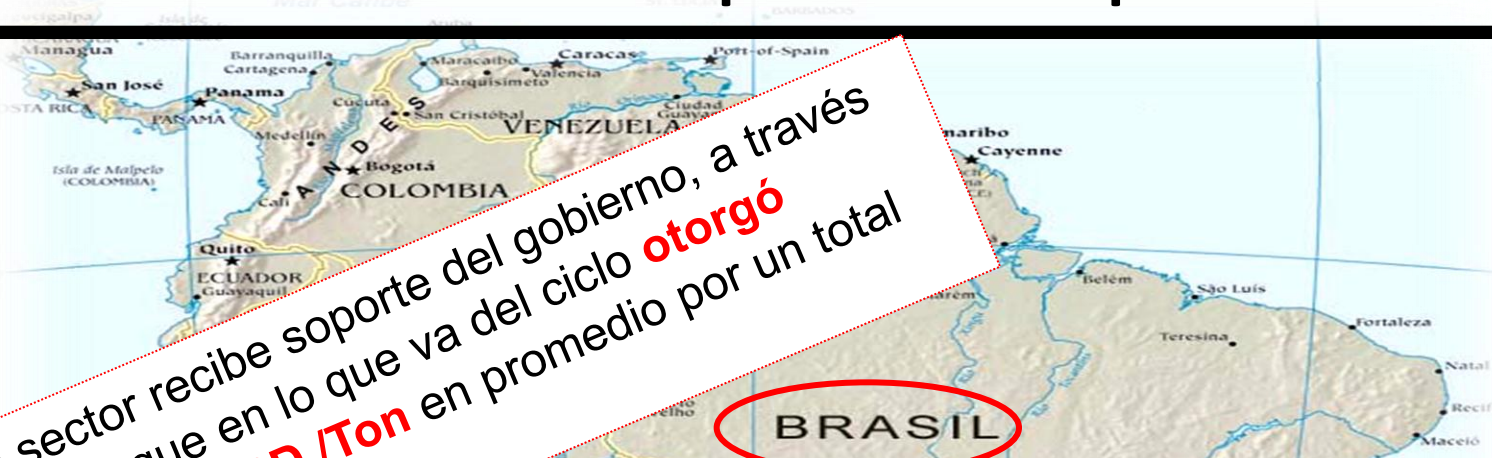 BARBADOS
Managua
Barranquilla
Cartagena
Aruba
Maracaibo
Caracas
Port-of-Spain
Valencia
Barquisimeto
San José
Panama
COSTA RICA
PANAMÁ
Cúcuta
San Cristóbal
Ciudad
VENEZUELA
Medellín
ANDES
Isla de Malpelo
(COLOMBIA)
Bogotá
COLOMBIA
Cali
Cayenne
Quito
ECUADOR
Guayaquil
sector recibe soporte del gobierno, a través
que en lo que va del ciclo otorgó
D /Ton en promedio por un total
Belém
São Luís
Fortaleza
Teresina
Natal
BRASIL
Maceió